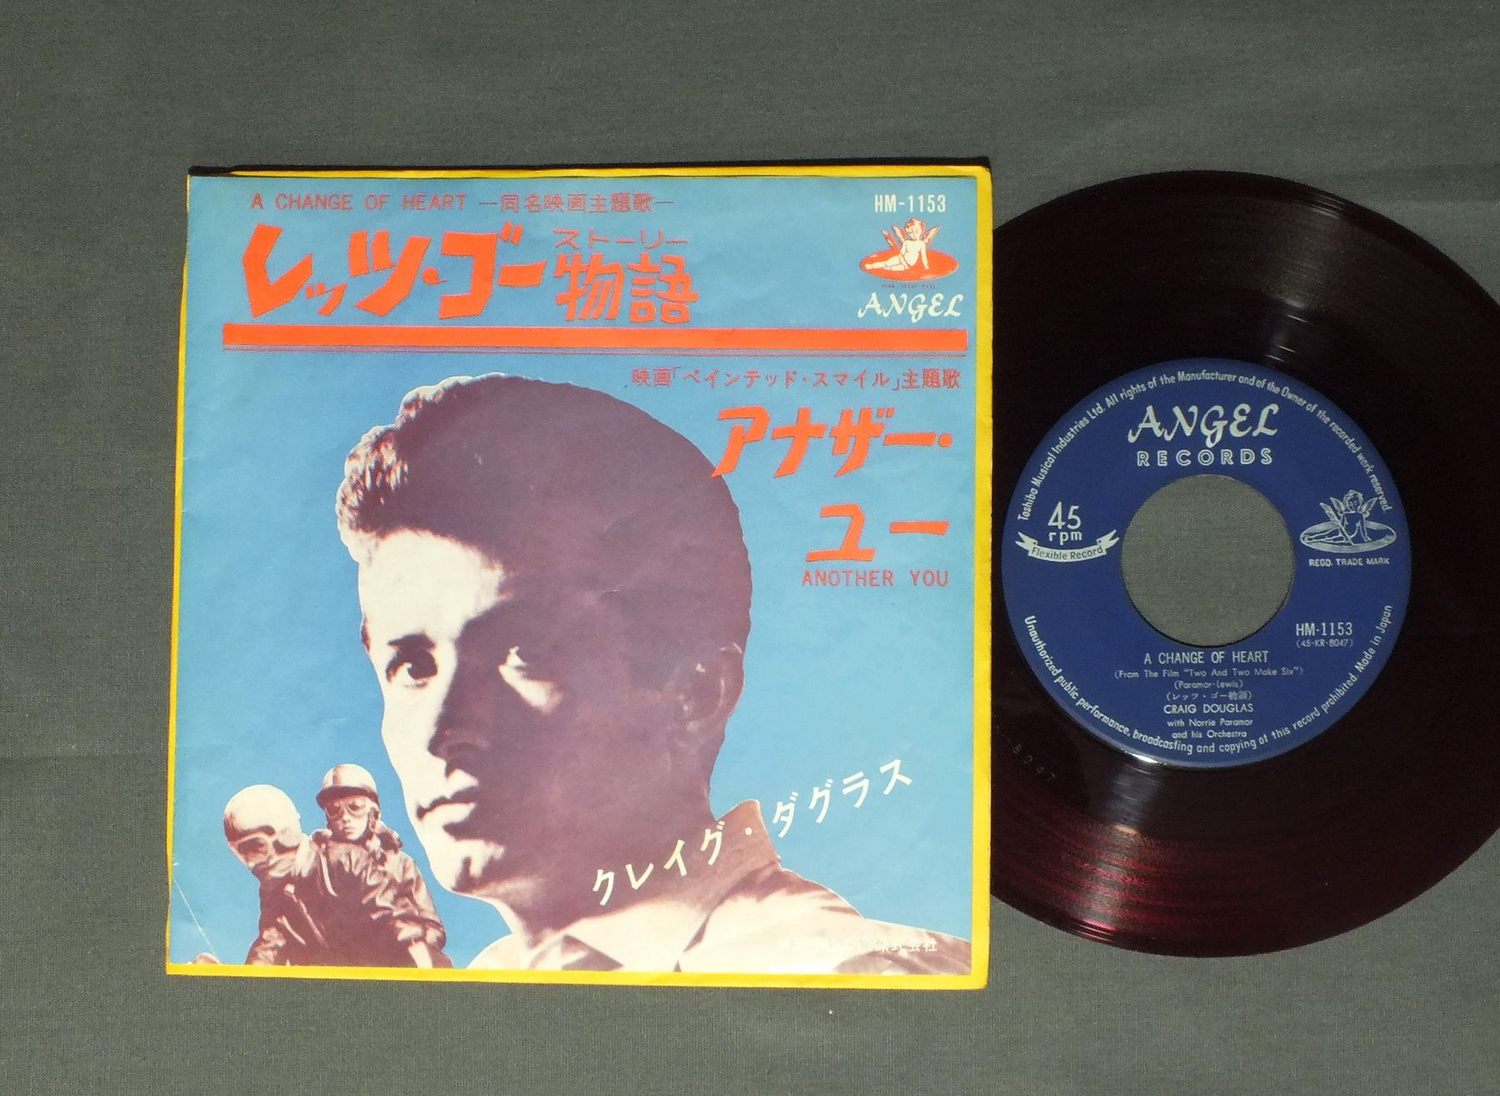 A CHANGE OF HEART —同名映画主題歌—
HM-1153
レッツ・ゴー物語
ストーリー
ANGEL
映画「ペインテッド・スマイル」主題歌
アナザー・
ユー
ANOTHER YOU
クレイグ・ダグラス
株式会社
Toshiba Musical Industries Ltd. All rights of the Manufacturer and of the Owner of the recorded work reserved.
ANGEL
RECORDS
45
rpm
Flexible Record
REGD. TRADE MARK
HM-1153
(45-KR-8047)
A CHANGE OF HEART
(From The Film "Two And Two Make Six")
(Paramor-Lewis)
(レッツ・ゴー物語)
CRAIG DOUGLAS
with Norrie Paramor
and his Orchestra
Unauthorized public performance, broadcasting and copying of this record prohibited. Made in Japan
8047